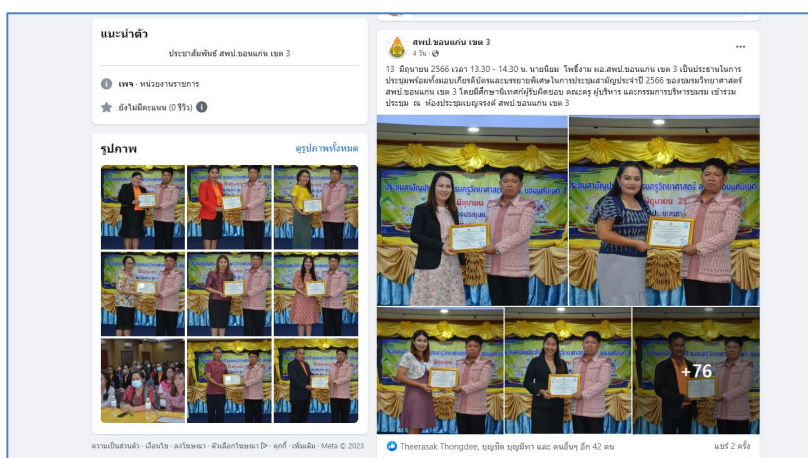 แนะนำตัว
ประชาสัมพันธ์ สพป.ขอนแก่น เขต 3
เพจ · หน่วยงานราชการ
ยังไม่มีคะแนน (0 รีวิว)
รูปภาพ
ดูรูปภาพทั้งหมด
ความเป็นส่วนตัว · เงื่อนไข · ลงโฆษณา · ตัวเลือกโฆษณา · คุกกี้ · เพิ่มเติม · Meta © 2023
สพป.ขอนแก่น เขต 3
4 วัน ·
13 มิถุนายน 2566 เวลา 13.30 - 14.30 น. นายนิยม โพธิ์งาม ผอ.สพป.ขอนแก่น เขต 3 เป็นประธานในการ
ประชุมพร้อมทั้งมอบเกียรติบัตรและบรรยายพิเศษในการประชุมสามัญประจำปี 2566 ของชมรมวิทยาศาสตร์
สพป.ขอนแก่น เขต 3 โดยมีศึกษานิเทศก์ผู้รับผิดชอบ คณะครู ผู้บริหาร และกรรมการบริหารชมรม เข้าร่วม
ประชุม ณ ห้องประชุมเบญจรงค์ สพป.ขอนแก่น เขต 3
+76
Theerasak Thongdee, บุญชิด บุญมีทา และ คนอื่นๆ อีก 42 คน
แชร์ 2 ครั้ง